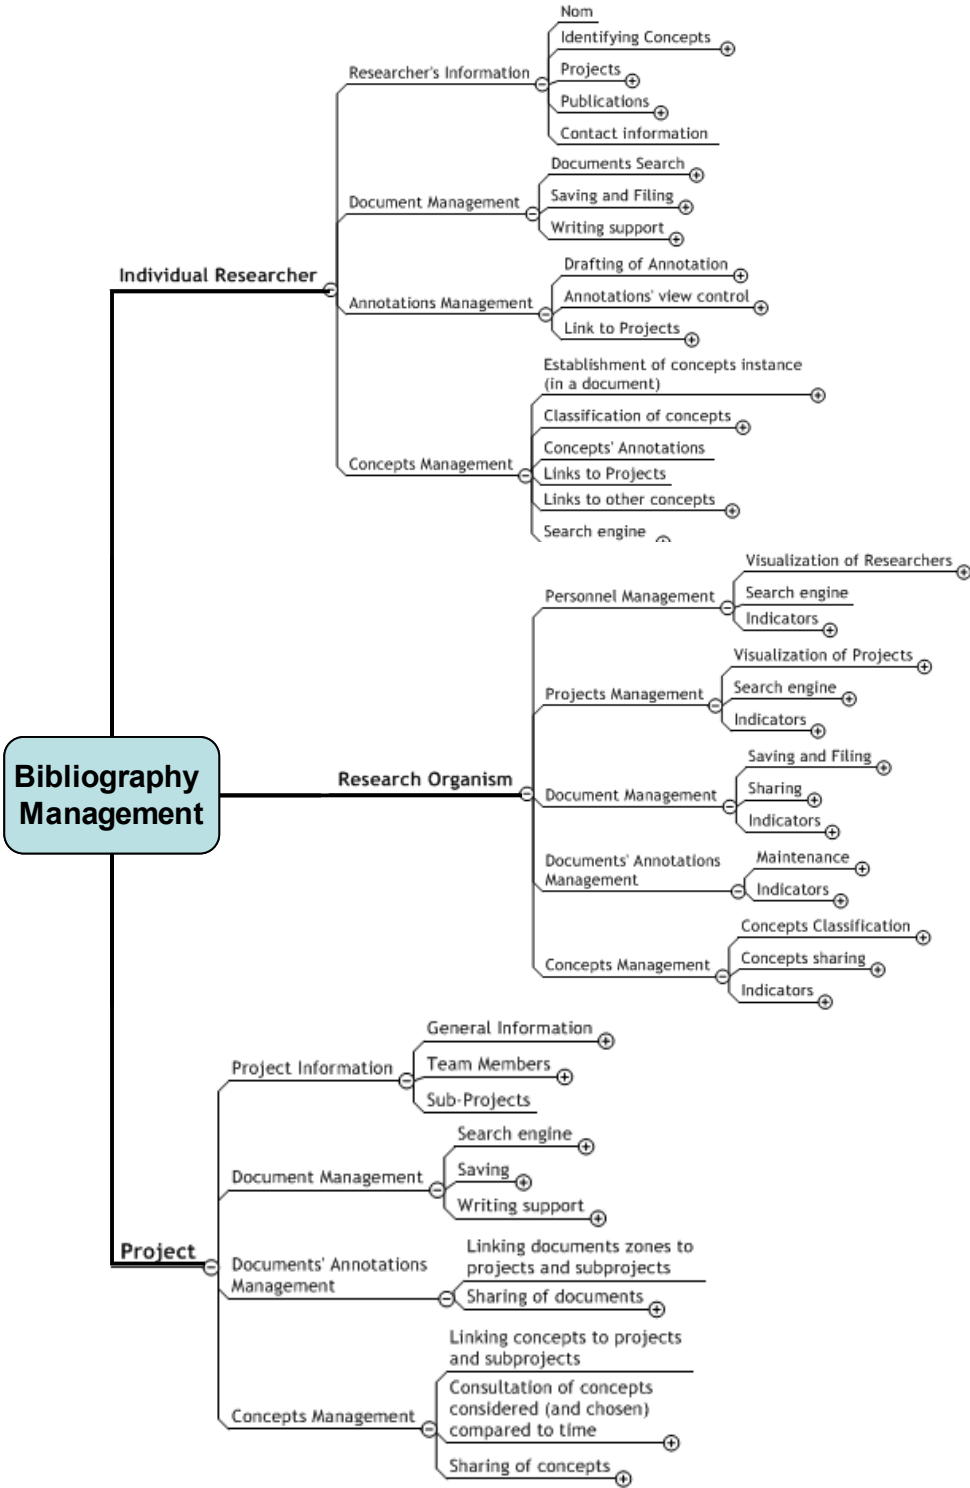 Nom
Identifying Concepts
Researcher's Information
Projects
Publications
Contact information
Documents Search
Document Management
Saving and Filing
Writing support
Individual Researcher
Drafting of Annotation
Annotations Management
Annotations' view control
Link to Projects
Establishment of concepts instance
(in a document)
Classification of concepts
Concepts' Annotations
Concepts Management
Links to Projects
Links to other concepts
Search engine
Visualization of Researchers
Personnel Management
Search engine
Indicators
Visualization of Projects
Projects Management
Search engine
Indicators
Bibliography
Management
Research Organism
Saving and Filing
Document Management
Sharing
Indicators
Documents' Annotations
Management
Maintenance
Indicators
Concepts Classification
Concepts Management
Concepts sharing
Indicators
General Information
Project Information
Team Members
Sub-Projects
Search engine
Document Management
Saving
Writing support
Project
Documents' Annotations
Management
Linking documents zones to
projects and subprojects
Sharing of documents
Linking concepts to projects
and subprojects
Concepts Management
Consultation of concepts
considered (and chosen)
compared to time
Sharing of concepts